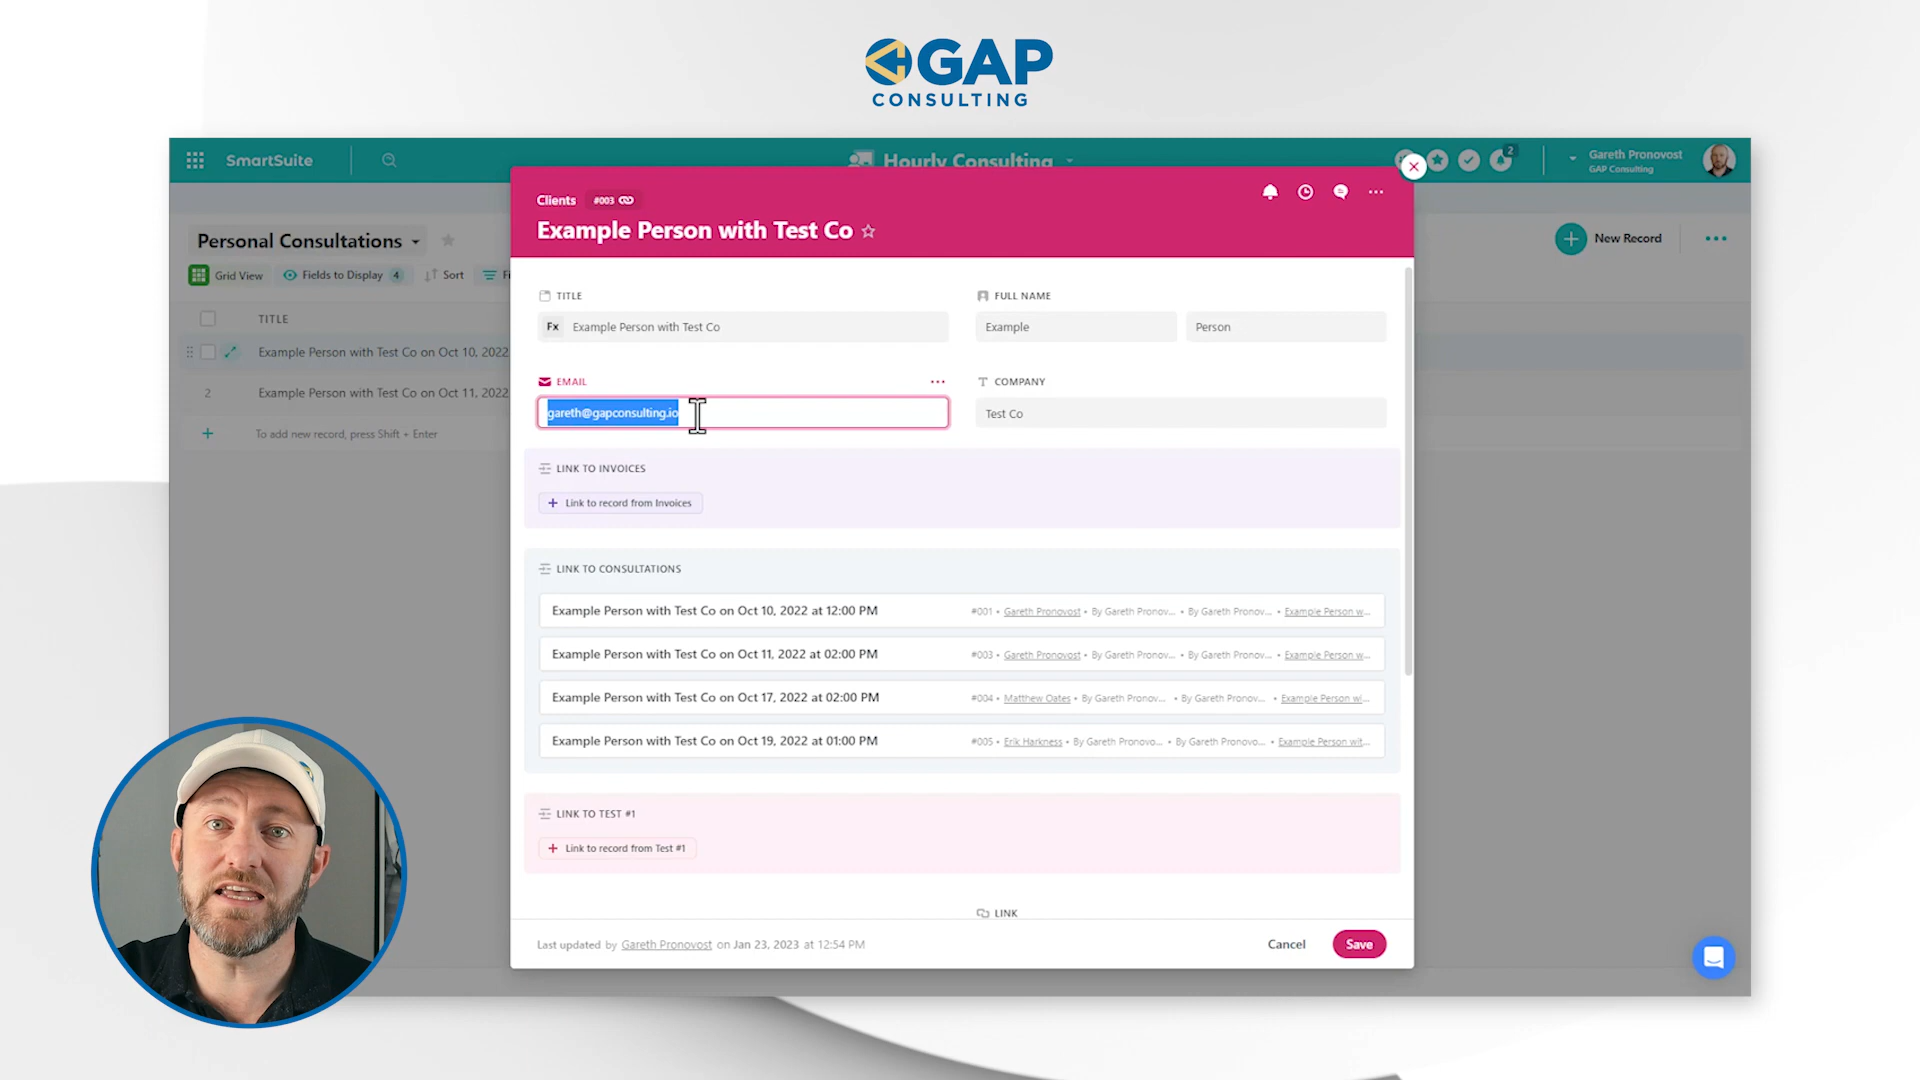 GAP
CONSULTING
SmartSuite
Hourly Consulting
2
Gareth Pronovost
GAP Consulting
Clients
#003
Example Person with Test Co
Personal Consultations
New Record
Grid View
Fields to Display 4
Sort
Fi
TITLE
Example Person with Test Co on Oct 10, 2022
2
Example Person with Test Co on Oct 11, 2022
To add new record, press Shift + Enter
TITLE
Fx Example Person with Test Co
FULL NAME
Example
Person
EMAIL
gareth@gapconsulting.io
COMPANY
Test Co
LINK TO INVOICES
+ Link to record from Invoices
LINK TO CONSULTATIONS
Example Person with Test Co on Oct 10, 2022 at 12:00 PM
#001 • Gareth Pronovost • By Gareth Pronov... • By Gareth Pronov... • Example Person w...
Example Person with Test Co on Oct 11, 2022 at 02:00 PM
#003 • Gareth Pronovost • By Gareth Pronov... • By Gareth Pronov... • Example Person w...
Example Person with Test Co on Oct 17, 2022 at 02:00 PM
#004 • Matthew Oates • By Gareth Pronov... • By Gareth Pronov... • Example Person wi...
Example Person with Test Co on Oct 19, 2022 at 01:00 PM
#005 • Erik Harkness • By Gareth Pronovo... • By Gareth Pronovo... • Example Person wit...
LINK TO TEST #1
+ Link to record from Test #1
LINK
Last updated by Gareth Pronovost on Jan 23, 2023 at 12:54 PM
Cancel
Save